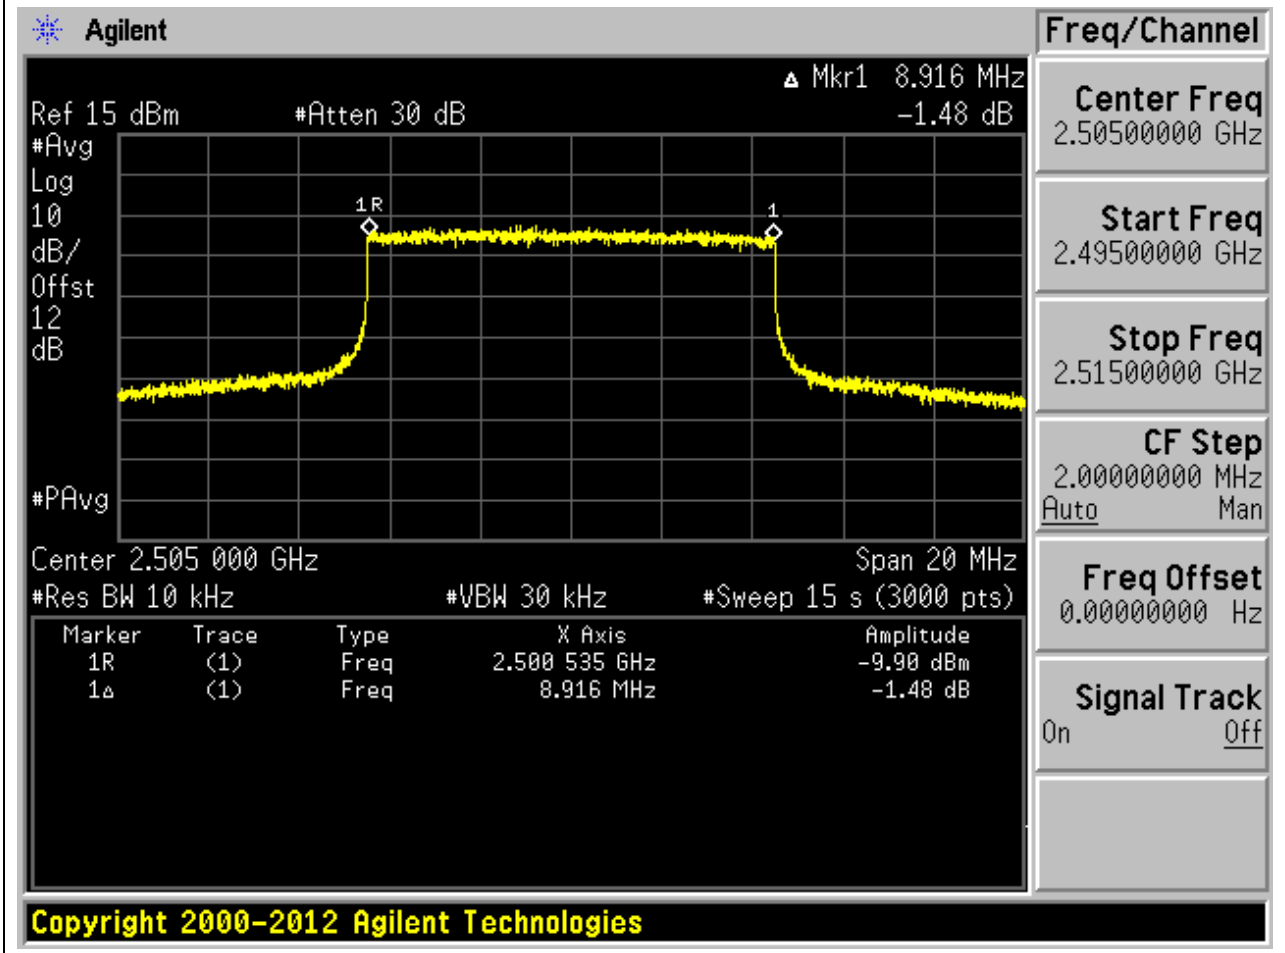 Agilent
Freq/Channel
Δ Mkr1 8.916 MHz
Ref 15 dBm #Atten 30 dB -1.48 dB
#Avg
Log
10
dB/
Offst
12
dB
#PAvg
1R
1
Center 2.505 000 GHz Span 20 MHz
#Res BW 10 kHz #VBW 30 kHz #Sweep 15 s (3000 pts)
Marker Trace Type X Axis Amplitude
1R (1) Freq 2.500 535 GHz -9.90 dBm
1Δ (1) Freq 8.916 MHz -1.48 dB
Center Freq
2.50500000 GHz
Start Freq
2.49500000 GHz
Stop Freq
2.51500000 GHz
CF Step
2.00000000 MHz
Auto Man
Freq Offset
0.00000000 Hz
Signal Track
On Off
Copyright 2000-2012 Agilent Technologies